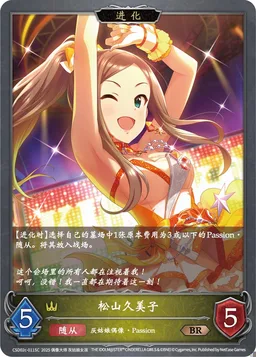 进化
【进化时】选择自己的墓场中1张原本费用为3或以下的Passion·
随从。将其放入战场。
这个会场里的所有人都在注视着我！
呵呵，没错！我一直都在期待着这一刻！
松山久美子
5
随从
灰姑娘偶像·Passion
BR
5